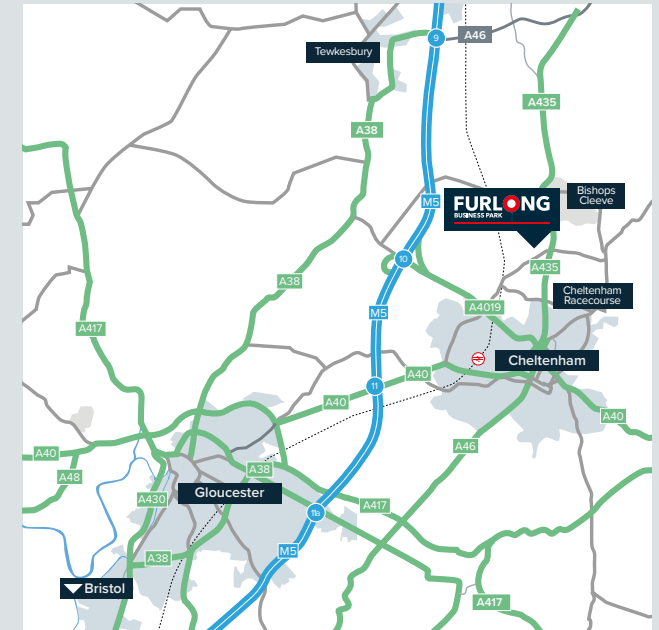 9
A46
Tewkesbury
A435
A38
Bishops
Cleeve
M5
FURLONG
BUSINESS PARK
10
A435
A38
Cheltenham
Racecourse
A4019
M5
A417
Cheltenham
A40
11
A40
A40
A46
A40
A38
A48
Gloucester
A430
A417
11a
M5
A38
Bristol
A417